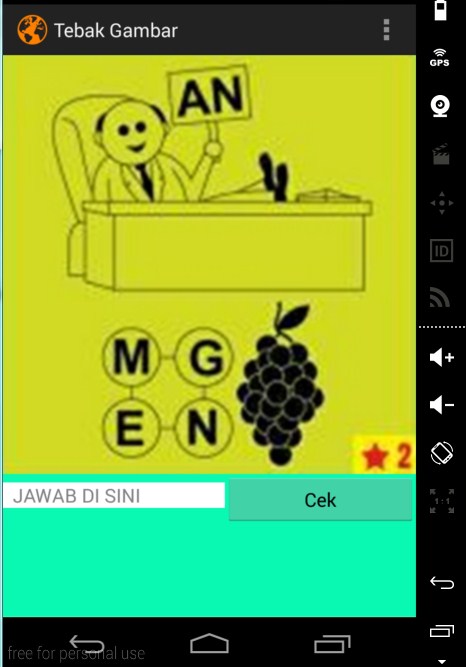 Tebak Gambar
GPS
AN
ID
M G
E N
1:1
2
JAWAB DI SINI
Cek
free for personal use